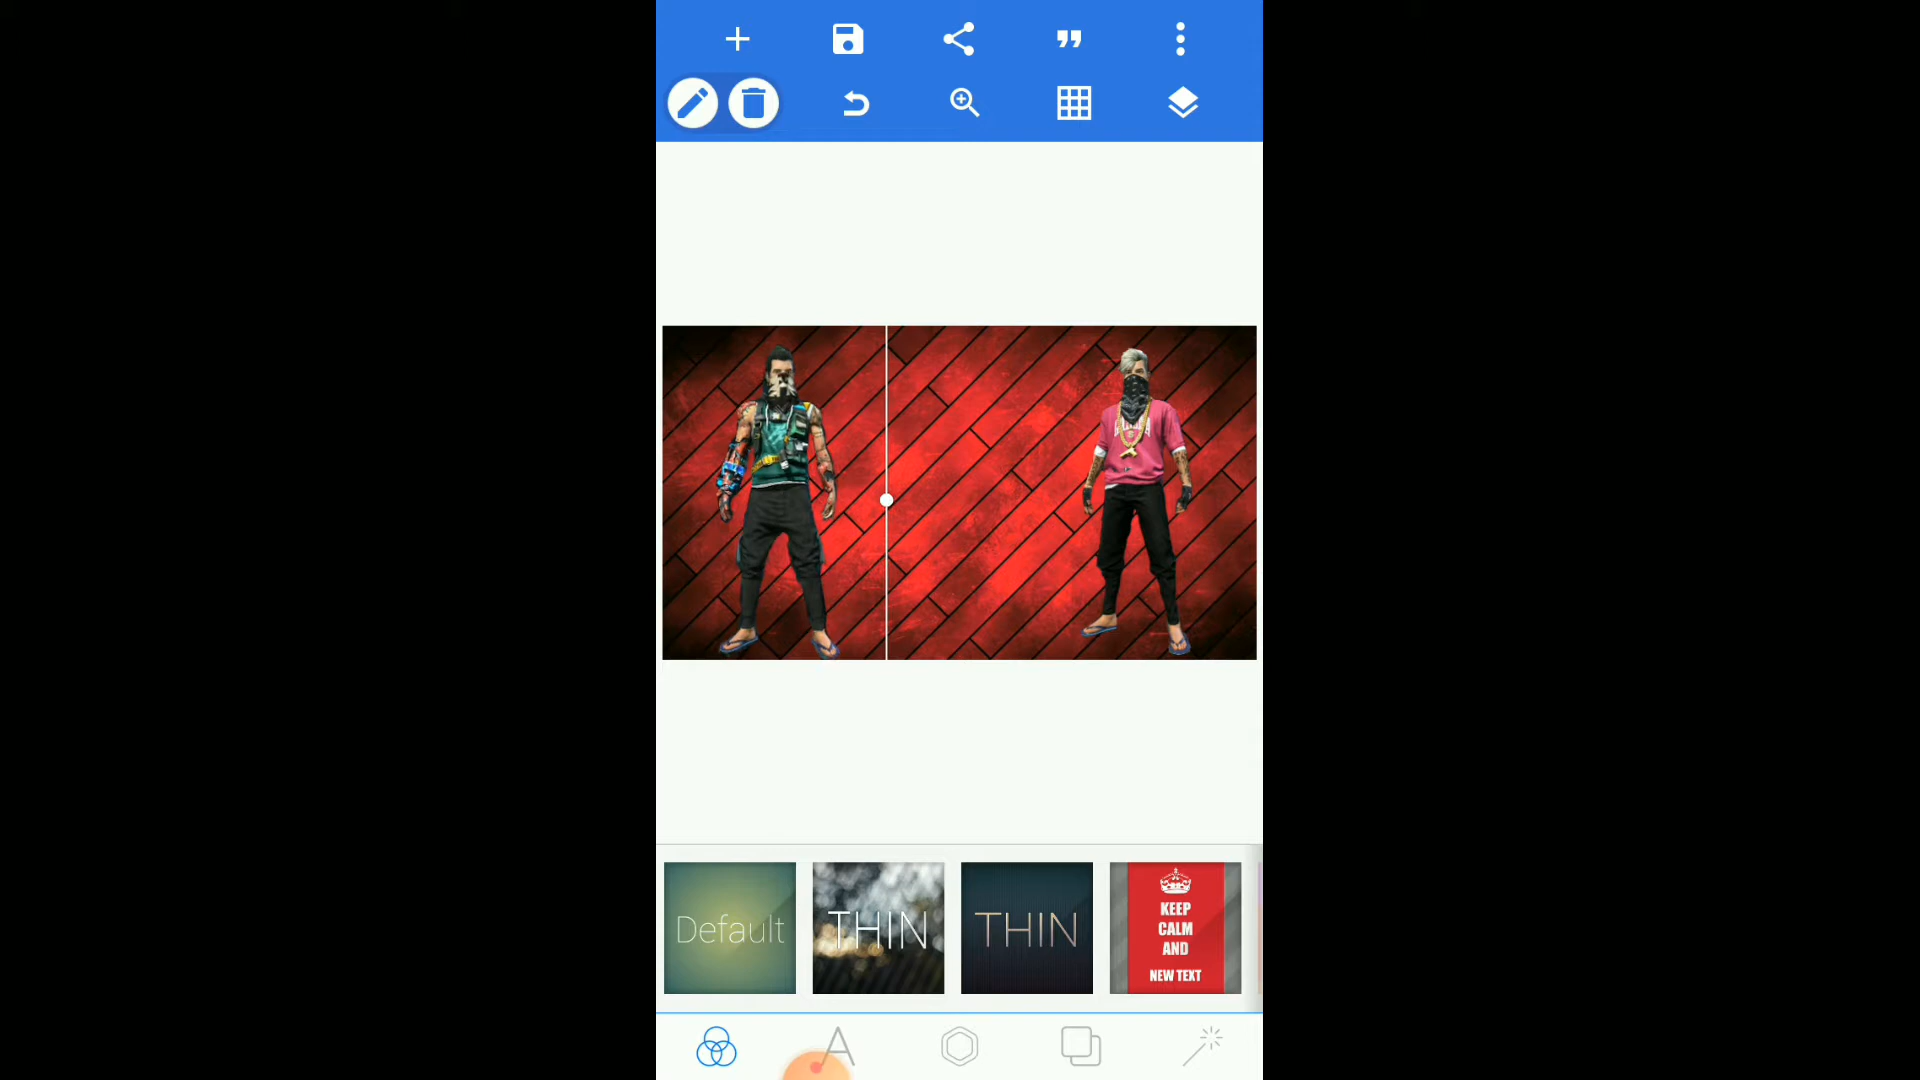 Default
THIN
THIN
KEEP
CALM
AND
NEW TEXT